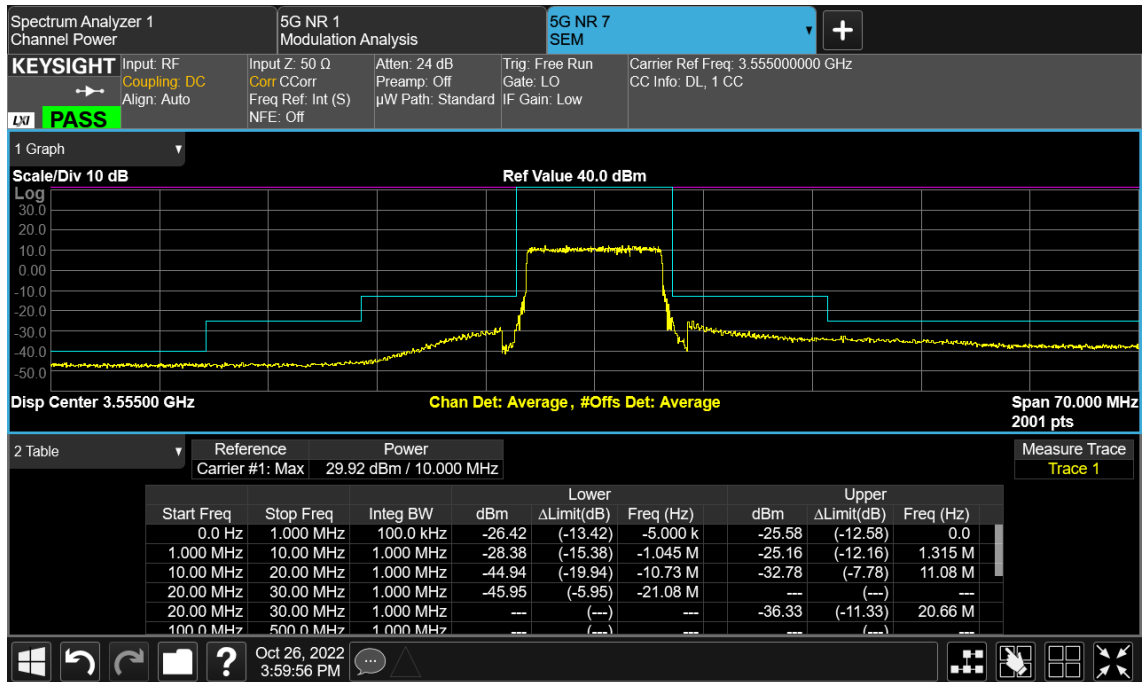 Spectrum Analyzer 1
Channel Power
5G NR 1
Modulation Analysis
5G NR 7
SEM
KEYSIGHT
LXI PASS
Input: RF
Coupling: DC
Align: Auto
Input Z: 50 Ω
Corr CCorr
Freq Ref: Int (S)
NFE: Off
Atten: 24 dB
Preamp: Off
µW Path: Standard
Trig: Free Run
Gate: LO
IF Gain: Low
Carrier Ref Freq: 3.555000000 GHz
CC Info: DL, 1 CC
1 Graph
Scale/Div 10 dB Ref Value 40.0 dBm
Log
30.0
20.0
10.0
0.00
-10.0
-20.0
-30.0
-40.0
-50.0
Disp Center 3.55500 GHz Chan Det: Average, #Offs Det: Average Span 70.000 MHz
2001 pts
2 Table
Reference Power
Carrier #1: Max 29.92 dBm / 10.000 MHz
Measure Trace
Trace 1
Lower Upper
Start Freq Stop Freq Integ BW dBm ΔLimit(dB) Freq (Hz) dBm ΔLimit(dB) Freq (Hz)
0.0 Hz 1.000 MHz 100.0 kHz -26.42 (-13.42) -5.000 k -25.58 (-12.58) 0.0
1.000 MHz 10.00 MHz 1.000 MHz -28.38 (-15.38) -1.045 M -25.16 (-12.16) 1.315 M
10.00 MHz 20.00 MHz 1.000 MHz -44.94 (-19.94) -10.73 M -32.78 (-7.78) 11.08 M
20.00 MHz 30.00 MHz 1.000 MHz -45.95 (-5.95) -21.08 M --- (---) ---
20.00 MHz 30.00 MHz 1.000 MHz --- (---) --- -36.33 (-11.33) 20.66 M
100.0 MHz 500.0 MHz 1.000 MHz --- (---) --- --- (---) ---
Oct 26, 2022
3:59:56 PM